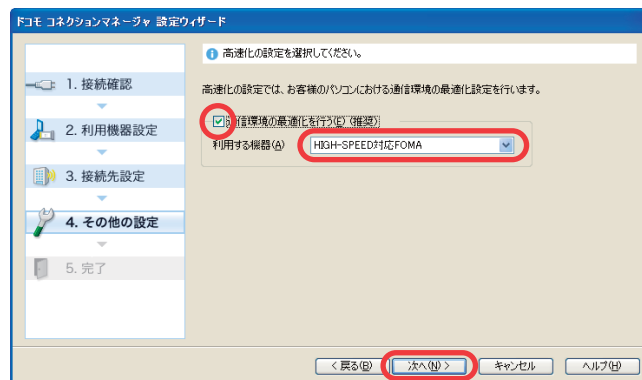 ドコモ コネクションマネージャ 設定ウィザード
高速化の設定を選択してください。
1. 接続確認
2. 利用機器設定
3. 接続先設定
4. その他の設定
5. 完了
高速化の設定では、お客様のパソコンにおける通信環境の最適化設定を行います。
通信環境の最適化を行う(E) (推奨)
利用する機器(A)
HIGH-SPEED対応FOMA
< 戻る(B)
次へ(N) >
キャンセル
ヘルプ(H)